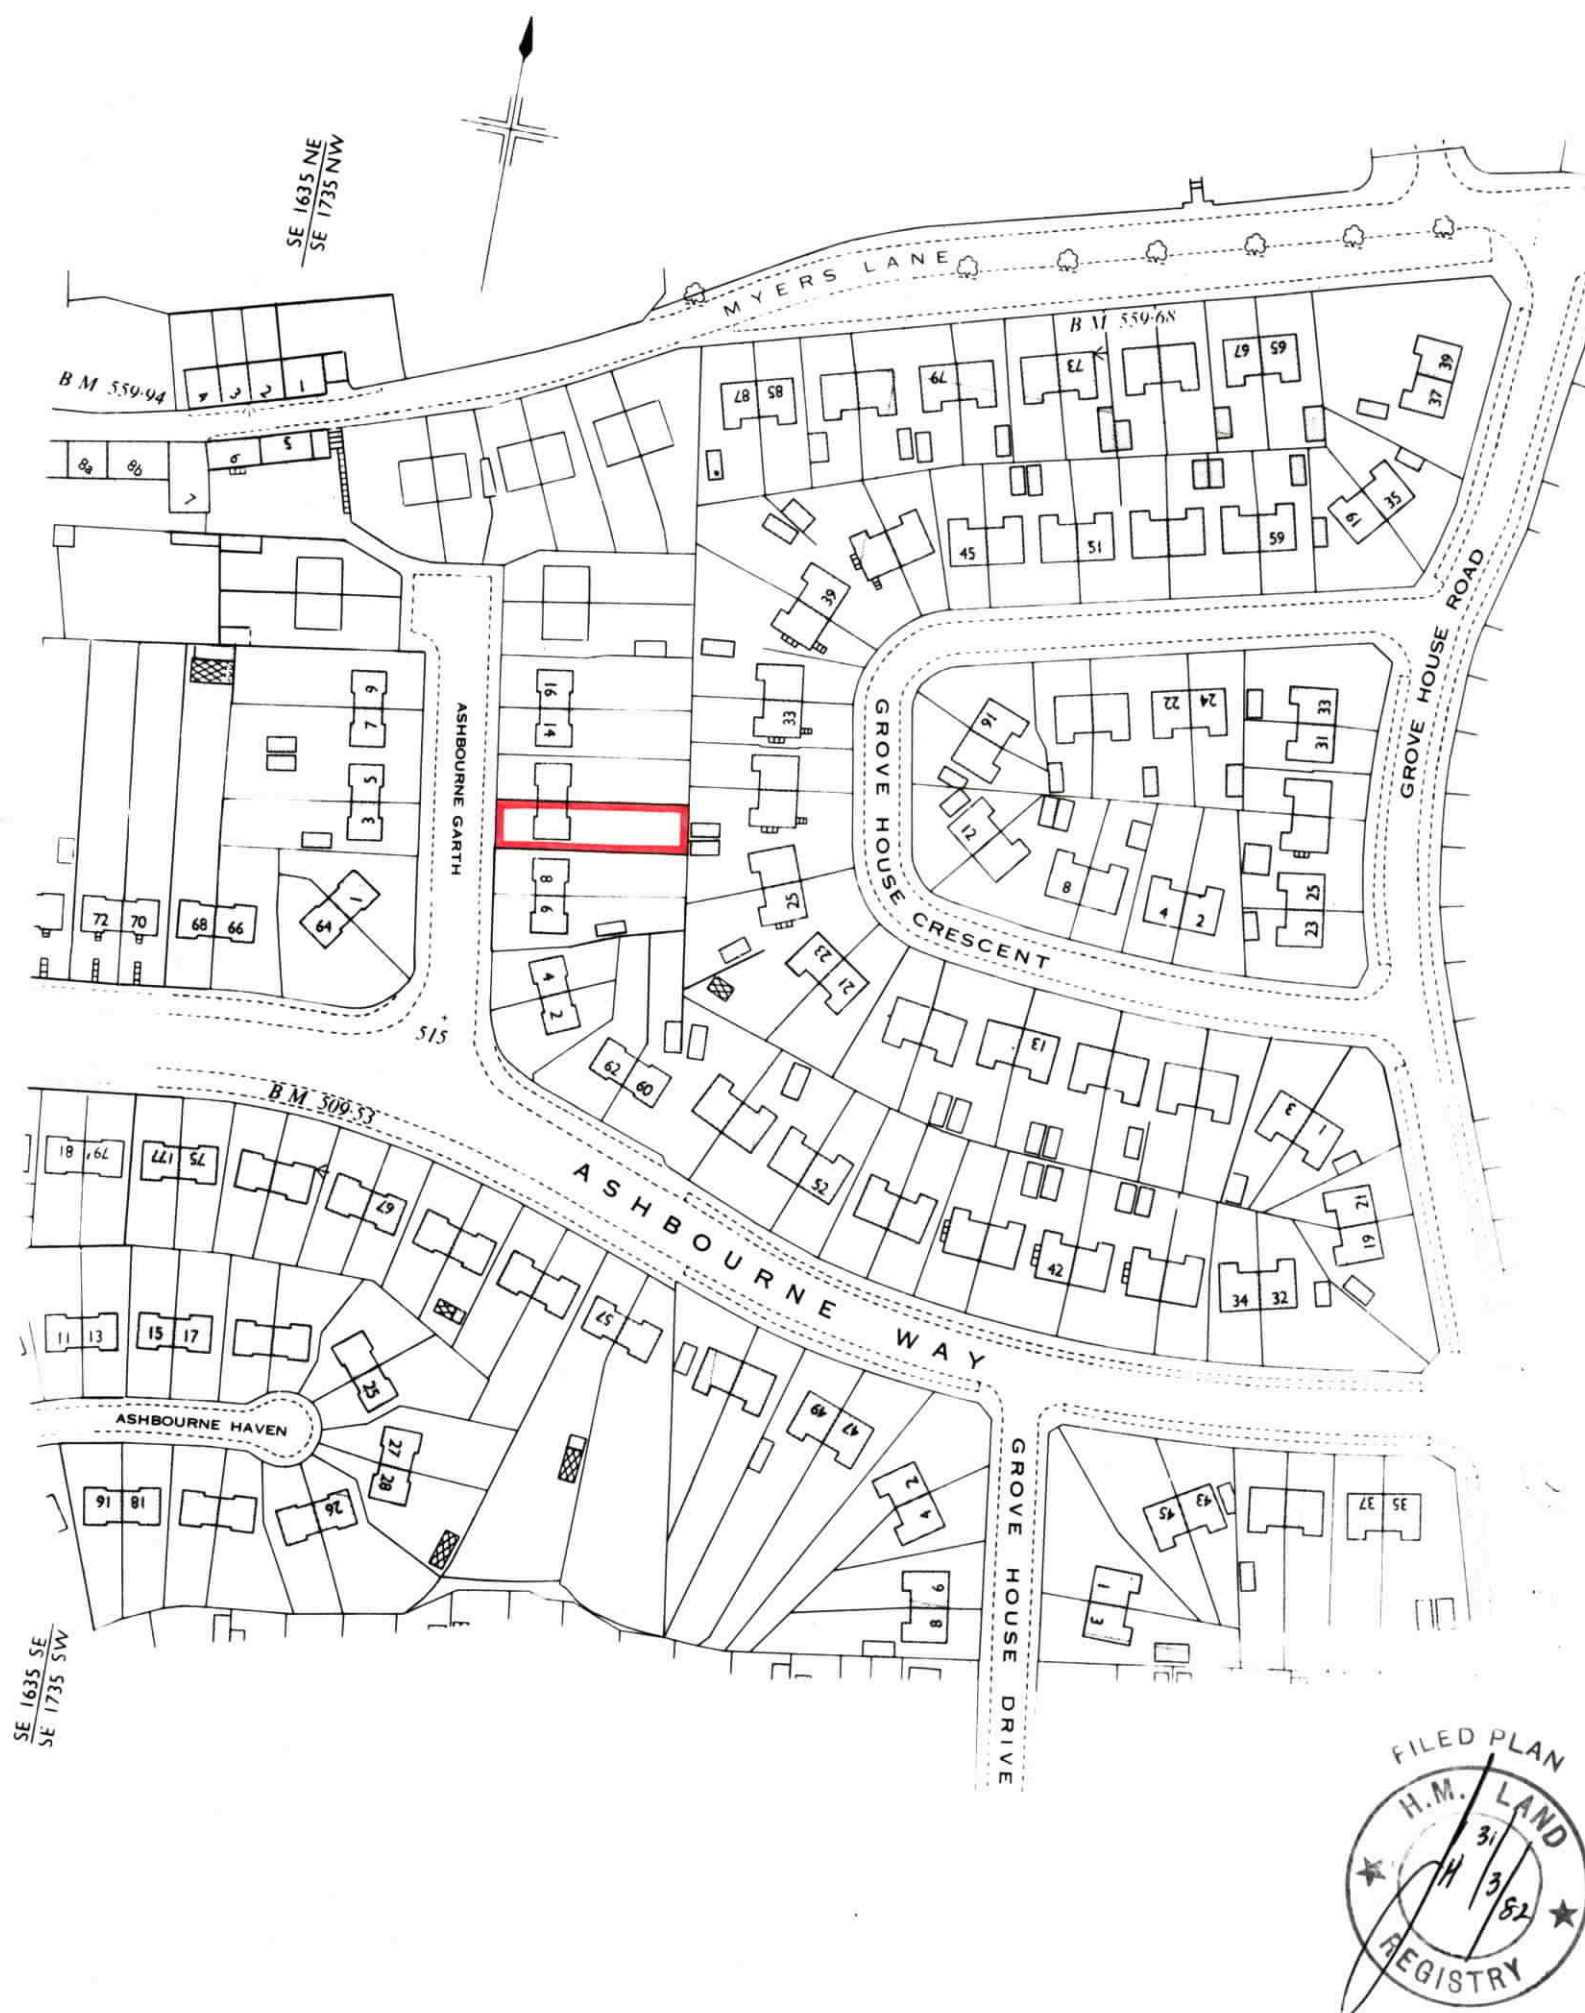 SE 1635 NE
SE 1735 NW
MYERS LANE
B M 559·68
B M 559·94
4 3 2 1
8a 8b 7 6 5
87 85 79 73 67 65 39 37
45 51 59 61 35
39
GROVE HOUSE ROAD
9 7 5 3
ASHBOURNE GARTH
16 14
8 6
33
25
GROVE HOUSE CRESCENT
16 22 24 33 31
12 8 4 2 25 23
72 70 68 66 64 1
4 2
23 21
515
62 60
13
3 1
21 19
B M 509·53
81 79 177 75 67
52
42
34 32
ASHBOURNE WAY
11 13 15 17
57
25
ASHBOURNE HAVEN
27 28
49 47
16 18 26
2 4
6 8
GROVE HOUSE DRIVE
45 43 37 35
1 3
SE 1635 SE
SE 1735 SW
FILED PLAN
H.M. LAND
REGISTRY
H 31/3/82